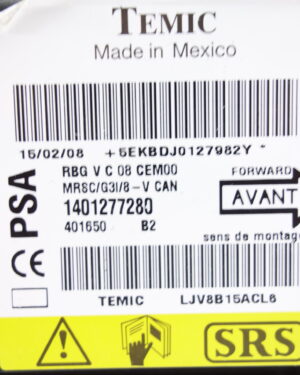 TEMIC
Made in Mexico
15/02/08 +5EKBDJ0127982Y *
PSA
RBG V C 08 CEM00
MRSC/G3I/8-V CAN
1401277280
401650 B2
FORWARD
AVANT
sens de montag
CE
TEMIC LJV8B15ACL6
SRS